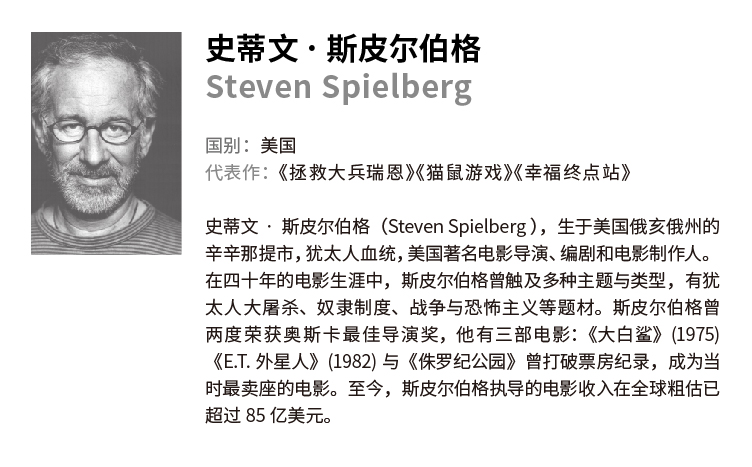 史蒂文 · 斯皮尔伯格
Steven Spielberg
国别：美国
代表作：《拯救大兵瑞恩》《猫鼠游戏》《幸福终点站》
史蒂文 · 斯皮尔伯格（Steven Spielberg），生于美国俄亥俄州的
辛辛那提市，犹太人血统，美国著名电影导演、编剧和电影制作人。
在四十年的电影生涯中，斯皮尔伯格曾触及多种主题与类型，有犹
太人大屠杀、奴隶制度、战争与恐怖主义等题材。斯皮尔伯格曾
两度荣获奥斯卡最佳导演奖，他有三部电影：《大白鲨》(1975)
《E.T. 外星人》(1982) 与《侏罗纪公园》曾打破票房纪录，成为当
时最卖座的电影。至今，斯皮尔伯格执导的电影收入在全球粗估已
超过 85 亿美元。